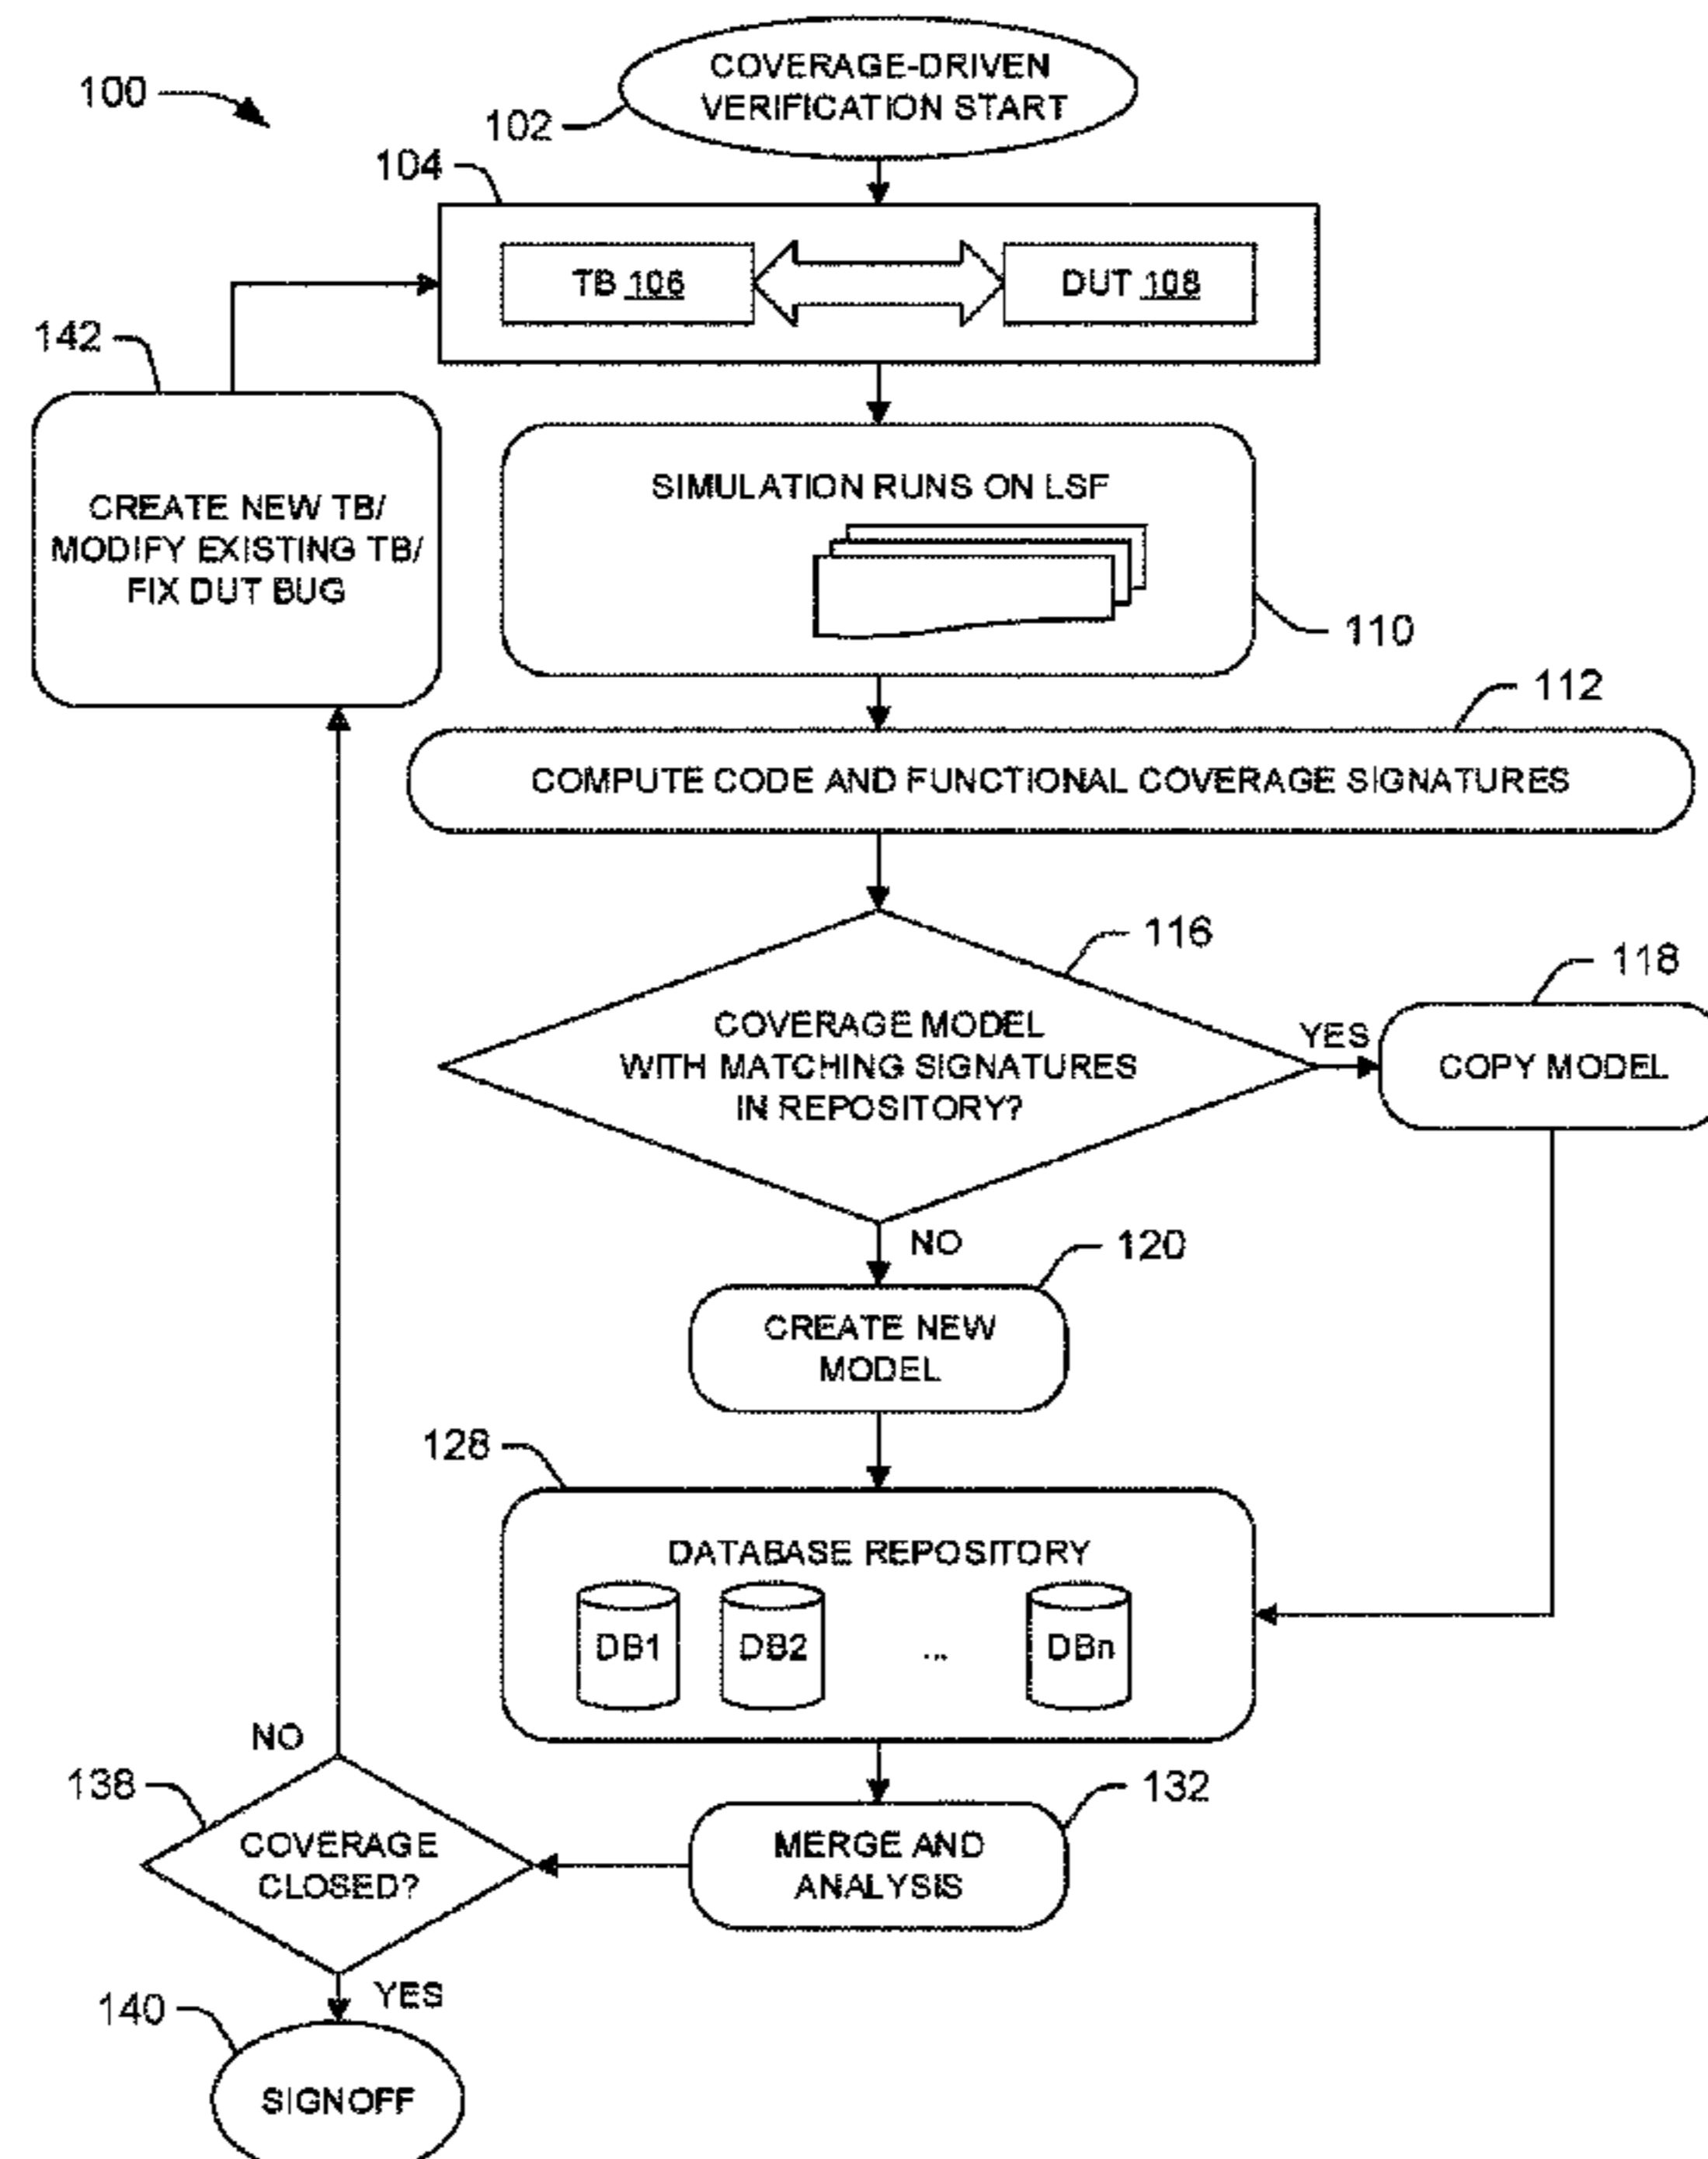 100
COVERAGE-DRIVEN
VERIFICATION START
102
104
TB 106
DUT 108
142
CREATE NEW TB/
MODIFY EXISTING TB/
FIX DUT BUG
SIMULATION RUNS ON LSF
110
112
COMPUTE CODE AND FUNCTIONAL COVERAGE SIGNATURES
116
COVERAGE MODEL
WITH MATCHING SIGNATURES
IN REPOSITORY?
YES
118
COPY MODEL
NO
120
CREATE NEW
MODEL
128
DATABASE REPOSITORY
DB1
DB2
...
DBn
NO
138
COVERAGE
CLOSED?
132
MERGE AND
ANALYSIS
YES
140
SIGNOFF